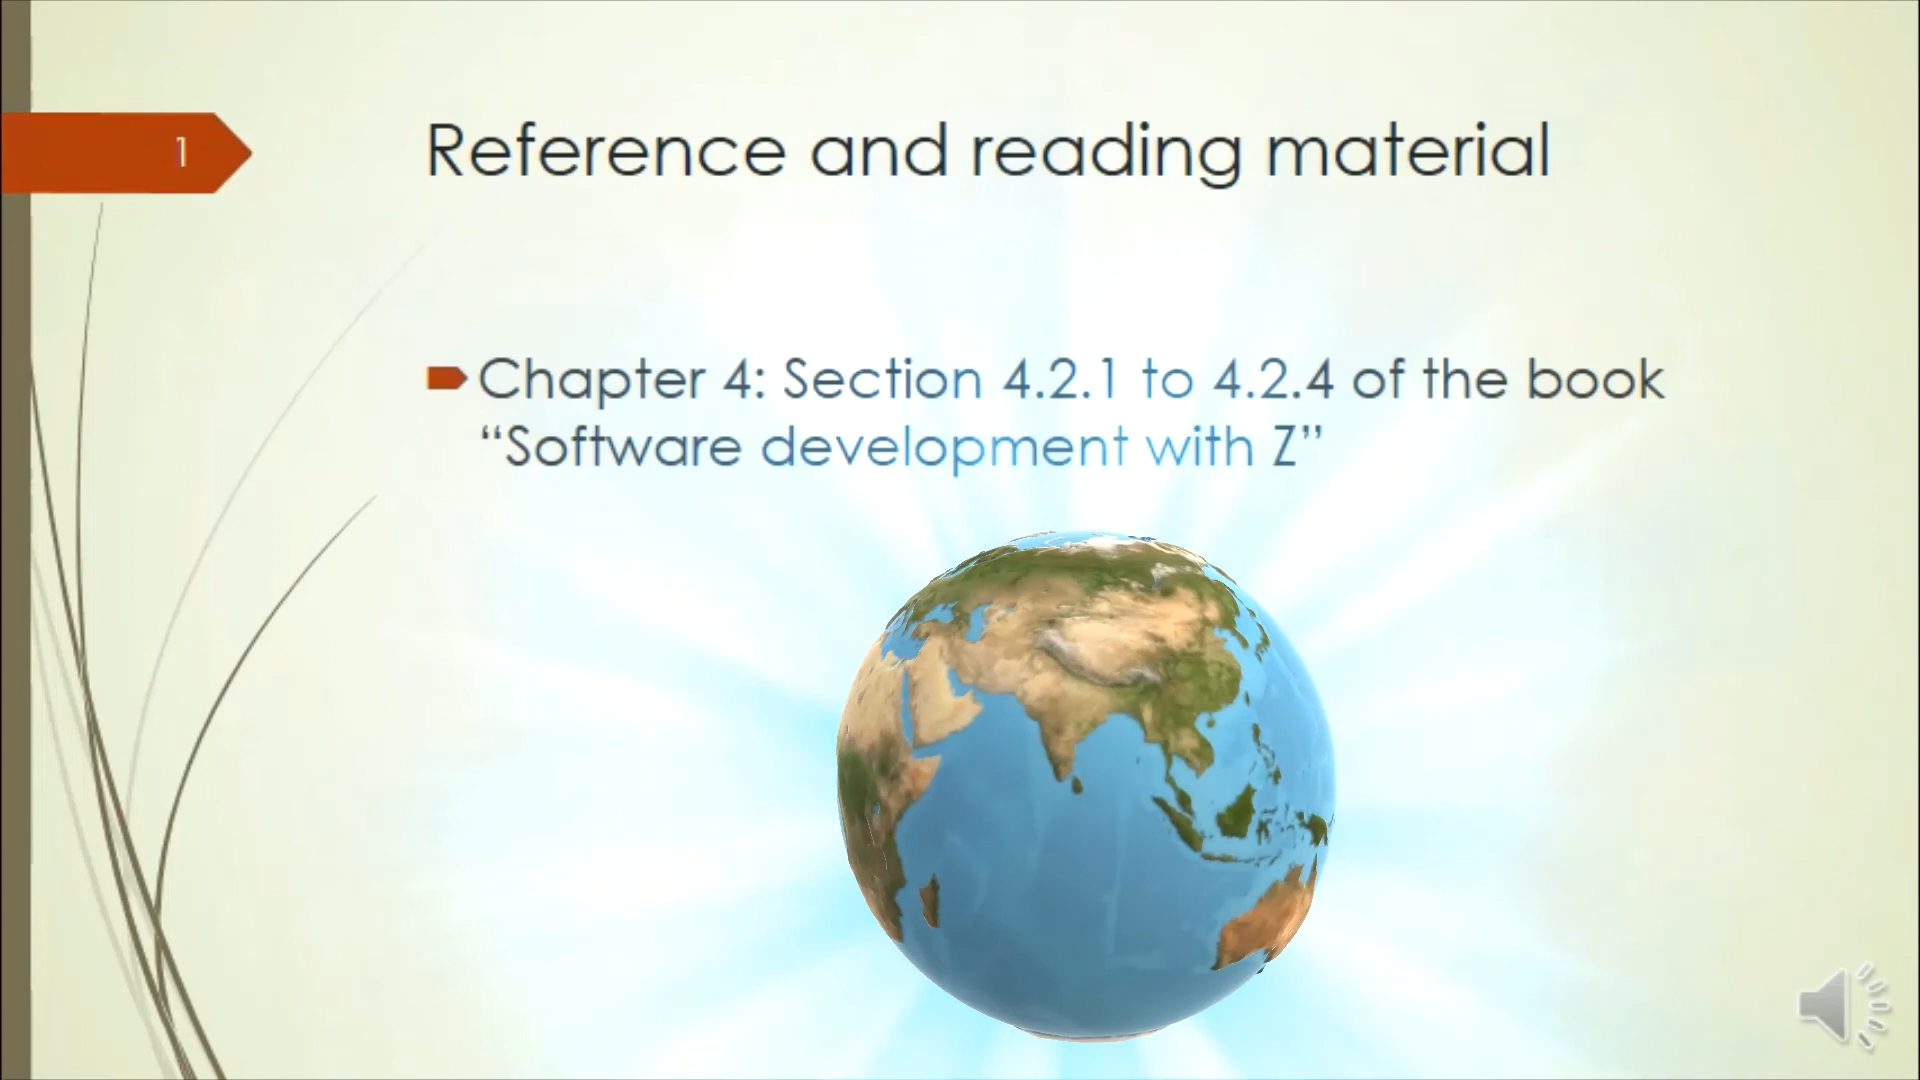 1
Reference and reading material
Chapter 4: Section 4.2.1 to 4.2.4 of the book
“Software development with Z”